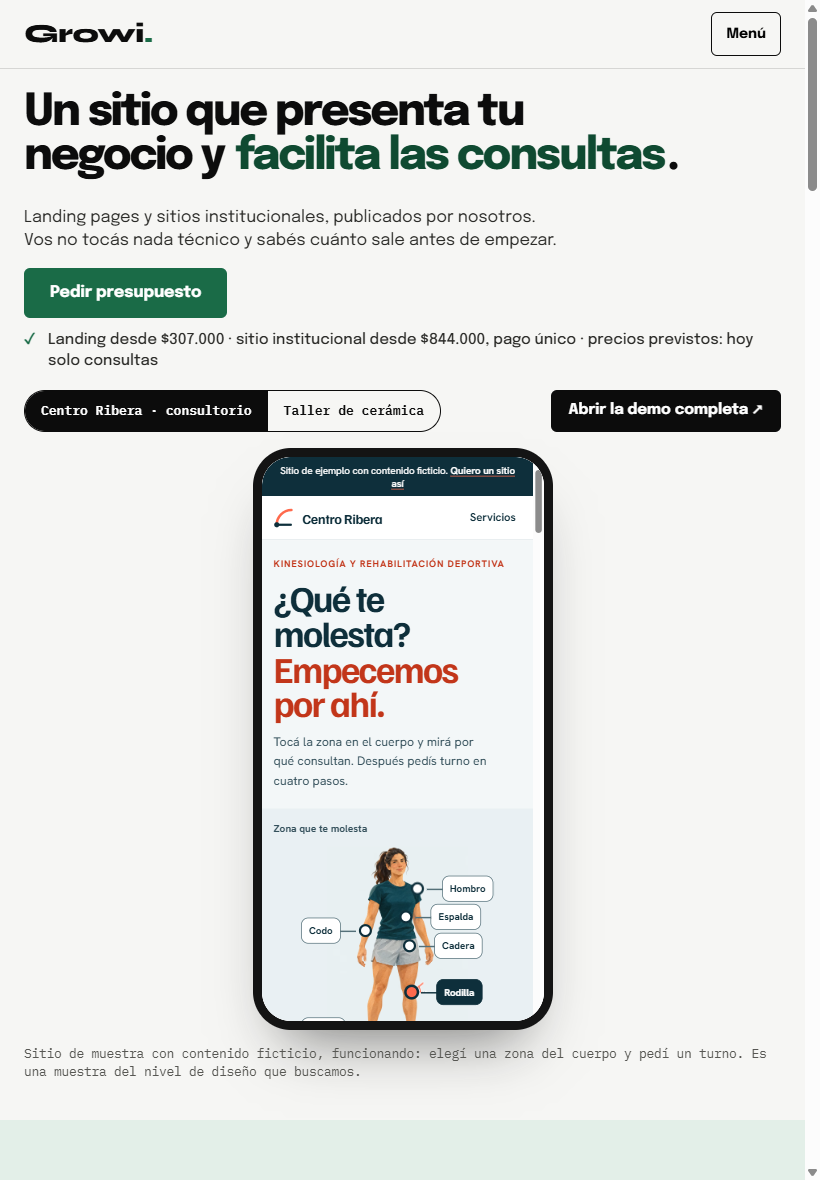 Growi.
Menú
Un sitio que presenta tu
negocio y facilita las consultas.
Landing pages y sitios institucionales, publicados por nosotros.
Vos no tocás nada técnico y sabés cuánto sale antes de empezar.
Pedir presupuesto
✓ Landing desde $307.000 · sitio institucional desde $844.000, pago único · precios previstos: hoy
solo consultas
Centro Ribera · consultorio
Taller de cerámica
Abrir la demo completa ↗
Sitio de ejemplo con contenido ficticio. Quiero un sitio
así
Centro Ribera
Servicios
KINESIOLOGÍA Y REHABILITACIÓN DEPORTIVA
¿Qué te
molesta?
Empecemos
por ahí.
Tocá la zona en el cuerpo y mirá por
qué consultan. Después pedís turno en
cuatro pasos.
Zona que te molesta
Hombro
Espalda
Codo
Cadera
Rodilla
Sitio de muestra con contenido ficticio, funcionando: elegí una zona del cuerpo y pedí un turno. Es
una muestra del nivel de diseño que buscamos.